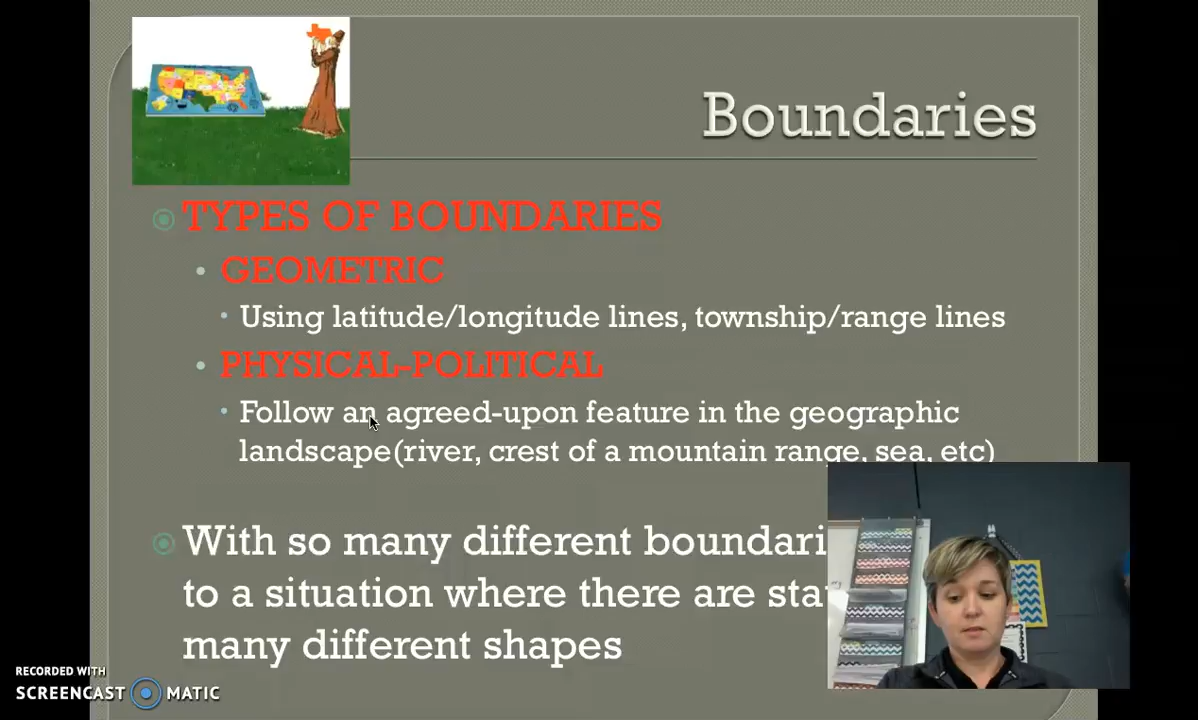 Boundaries
TYPES OF BOUNDARIES
GEOMETRIC
Using latitude/longitude lines, township/range lines
PHYSICAL-POLITICAL
Follow an agreed-upon feature in the geographic
landscape(river, crest of a mountain range, sea, etc)
With so many different
to a situation where there are
many different shapes
RECORDED WITH
SCREENCAST MATIC